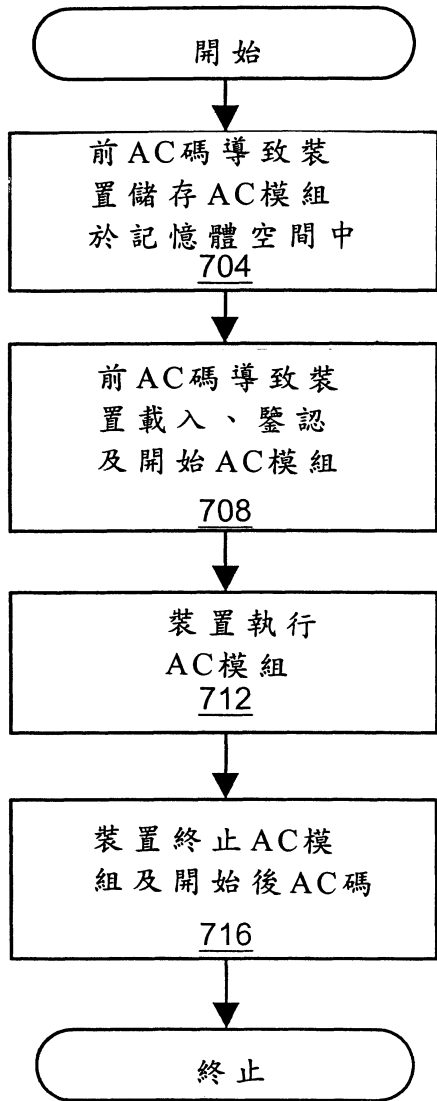 開始
前AC碼導致裝
置儲存AC模組
於記憶體空間中
704
前AC碼導致裝
置載入、鑒認
及開始AC模組
708
裝置執行
AC模組
712
裝置終止AC模
組及開始後AC碼
716
終止